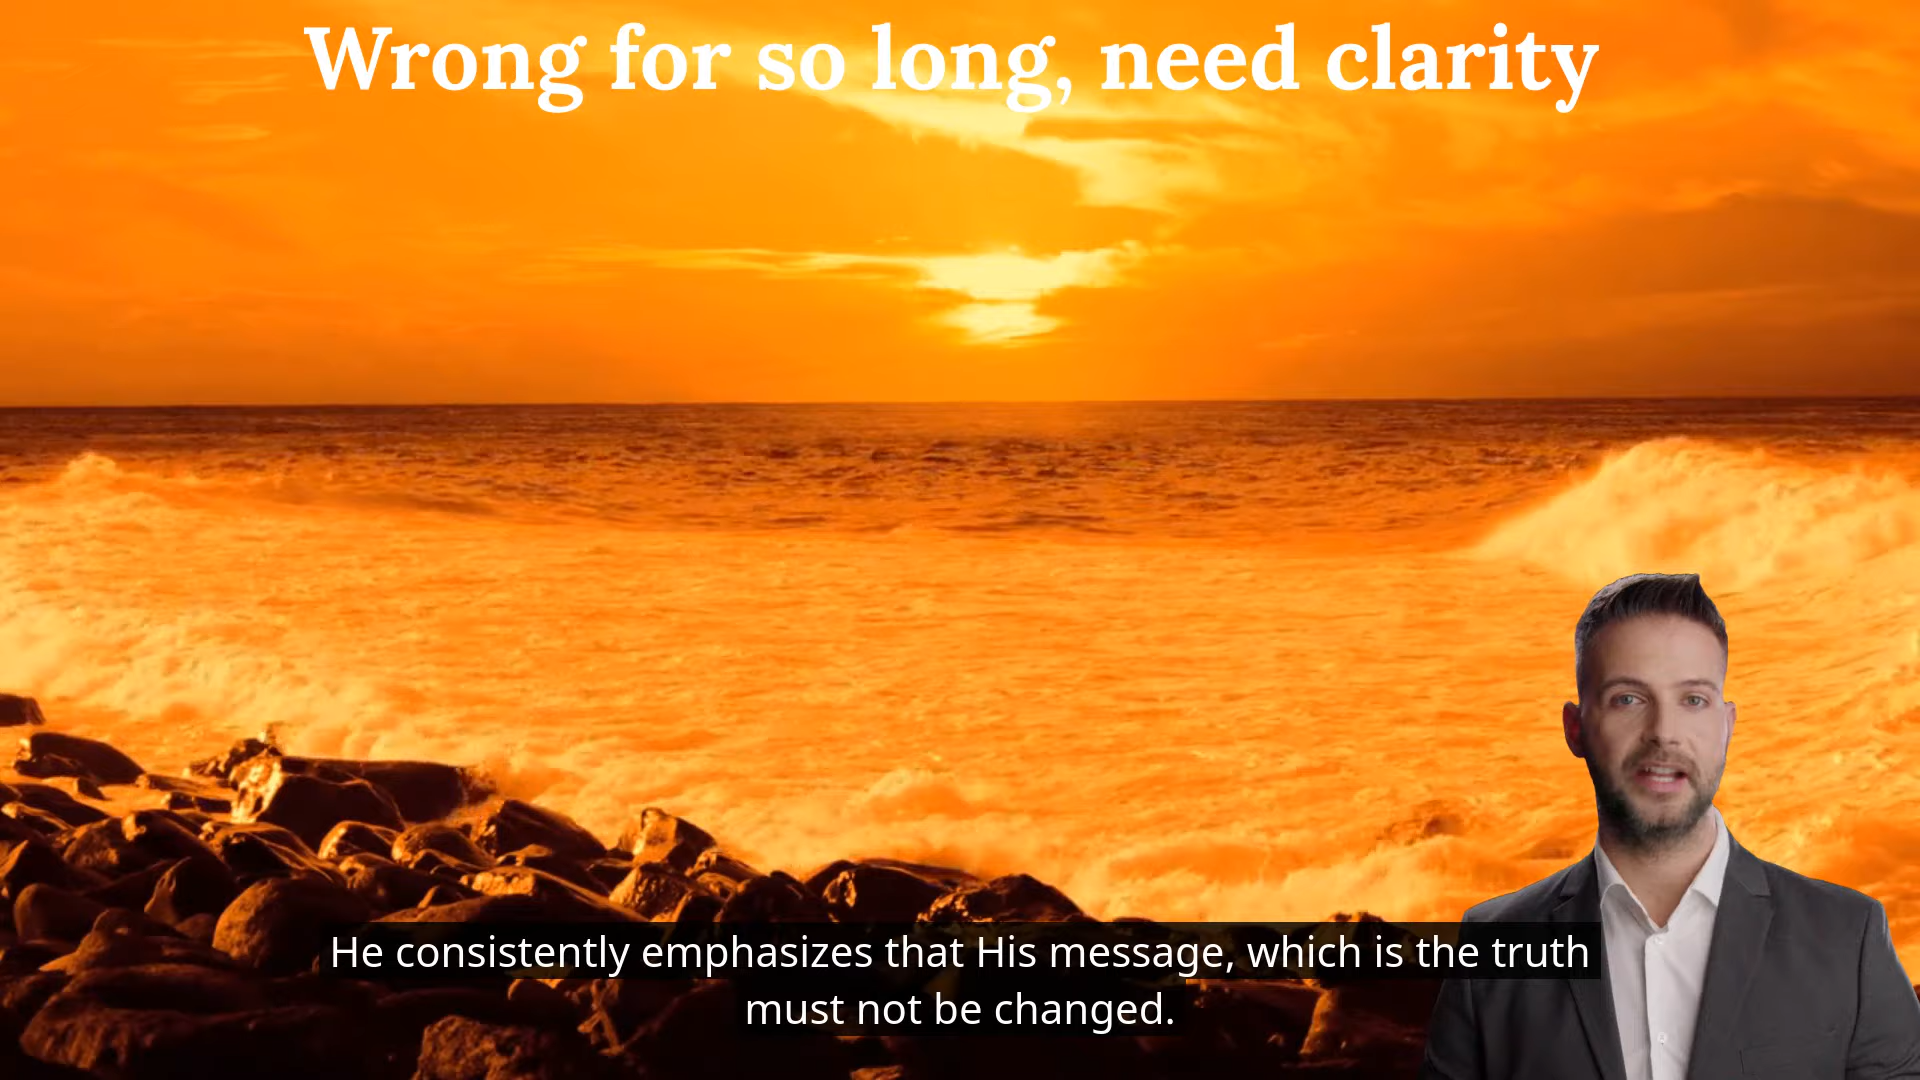 Wrong for so long, need clarity
He consistently emphasizes that His message, which is the truth
must not be changed.